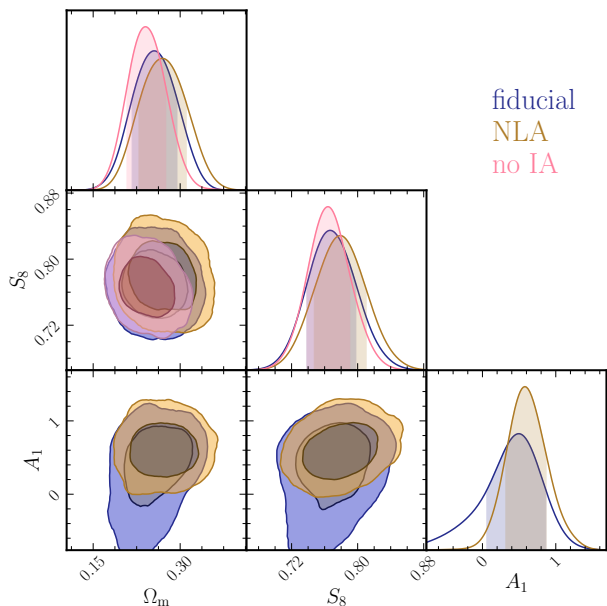 fiducial
NLA
no IA
0.88
0.80
0.72
S₈
1
0
A₁
0.15
0.30
Ωₘ
0.72
0.80
0.88
S₈
0
1
A₁